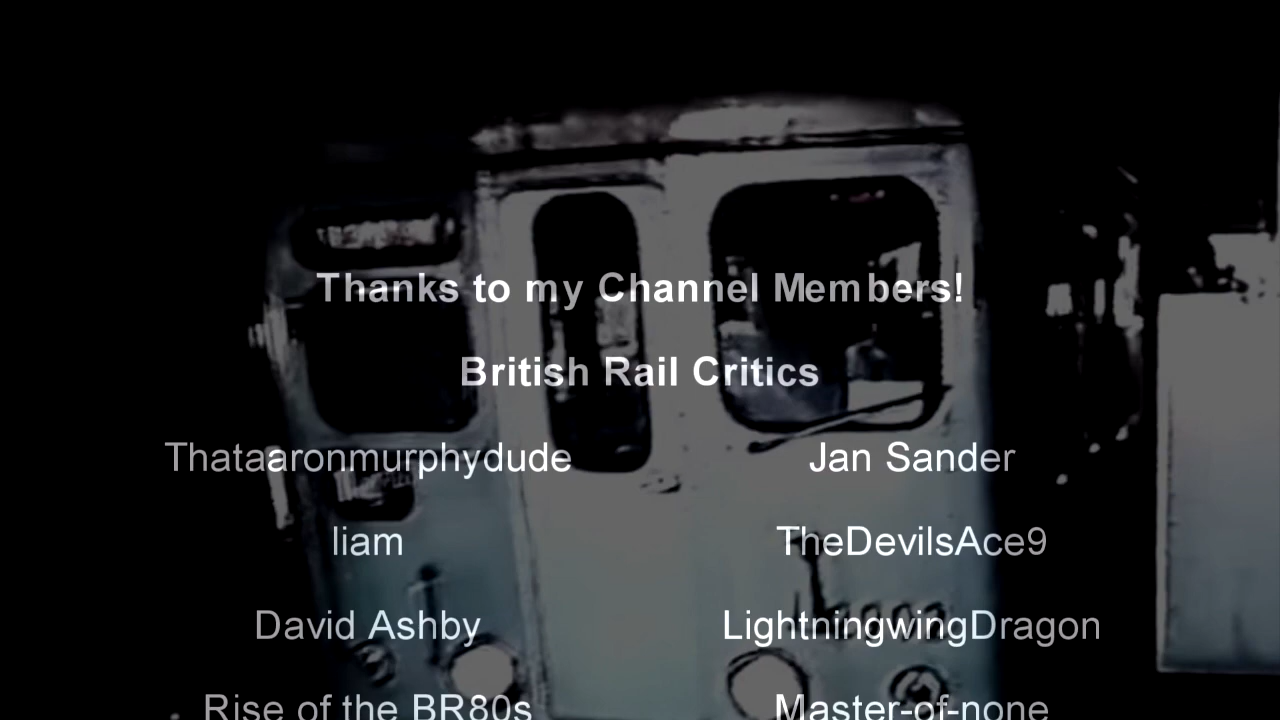 Thanks to my Channel Members!
British Rail Critics
Thataaronmurphydude
Jan Sander
liam
TheDevilsAce9
David Ashby
LightningwingDragon
Rise of the BR80s
Master-of-none